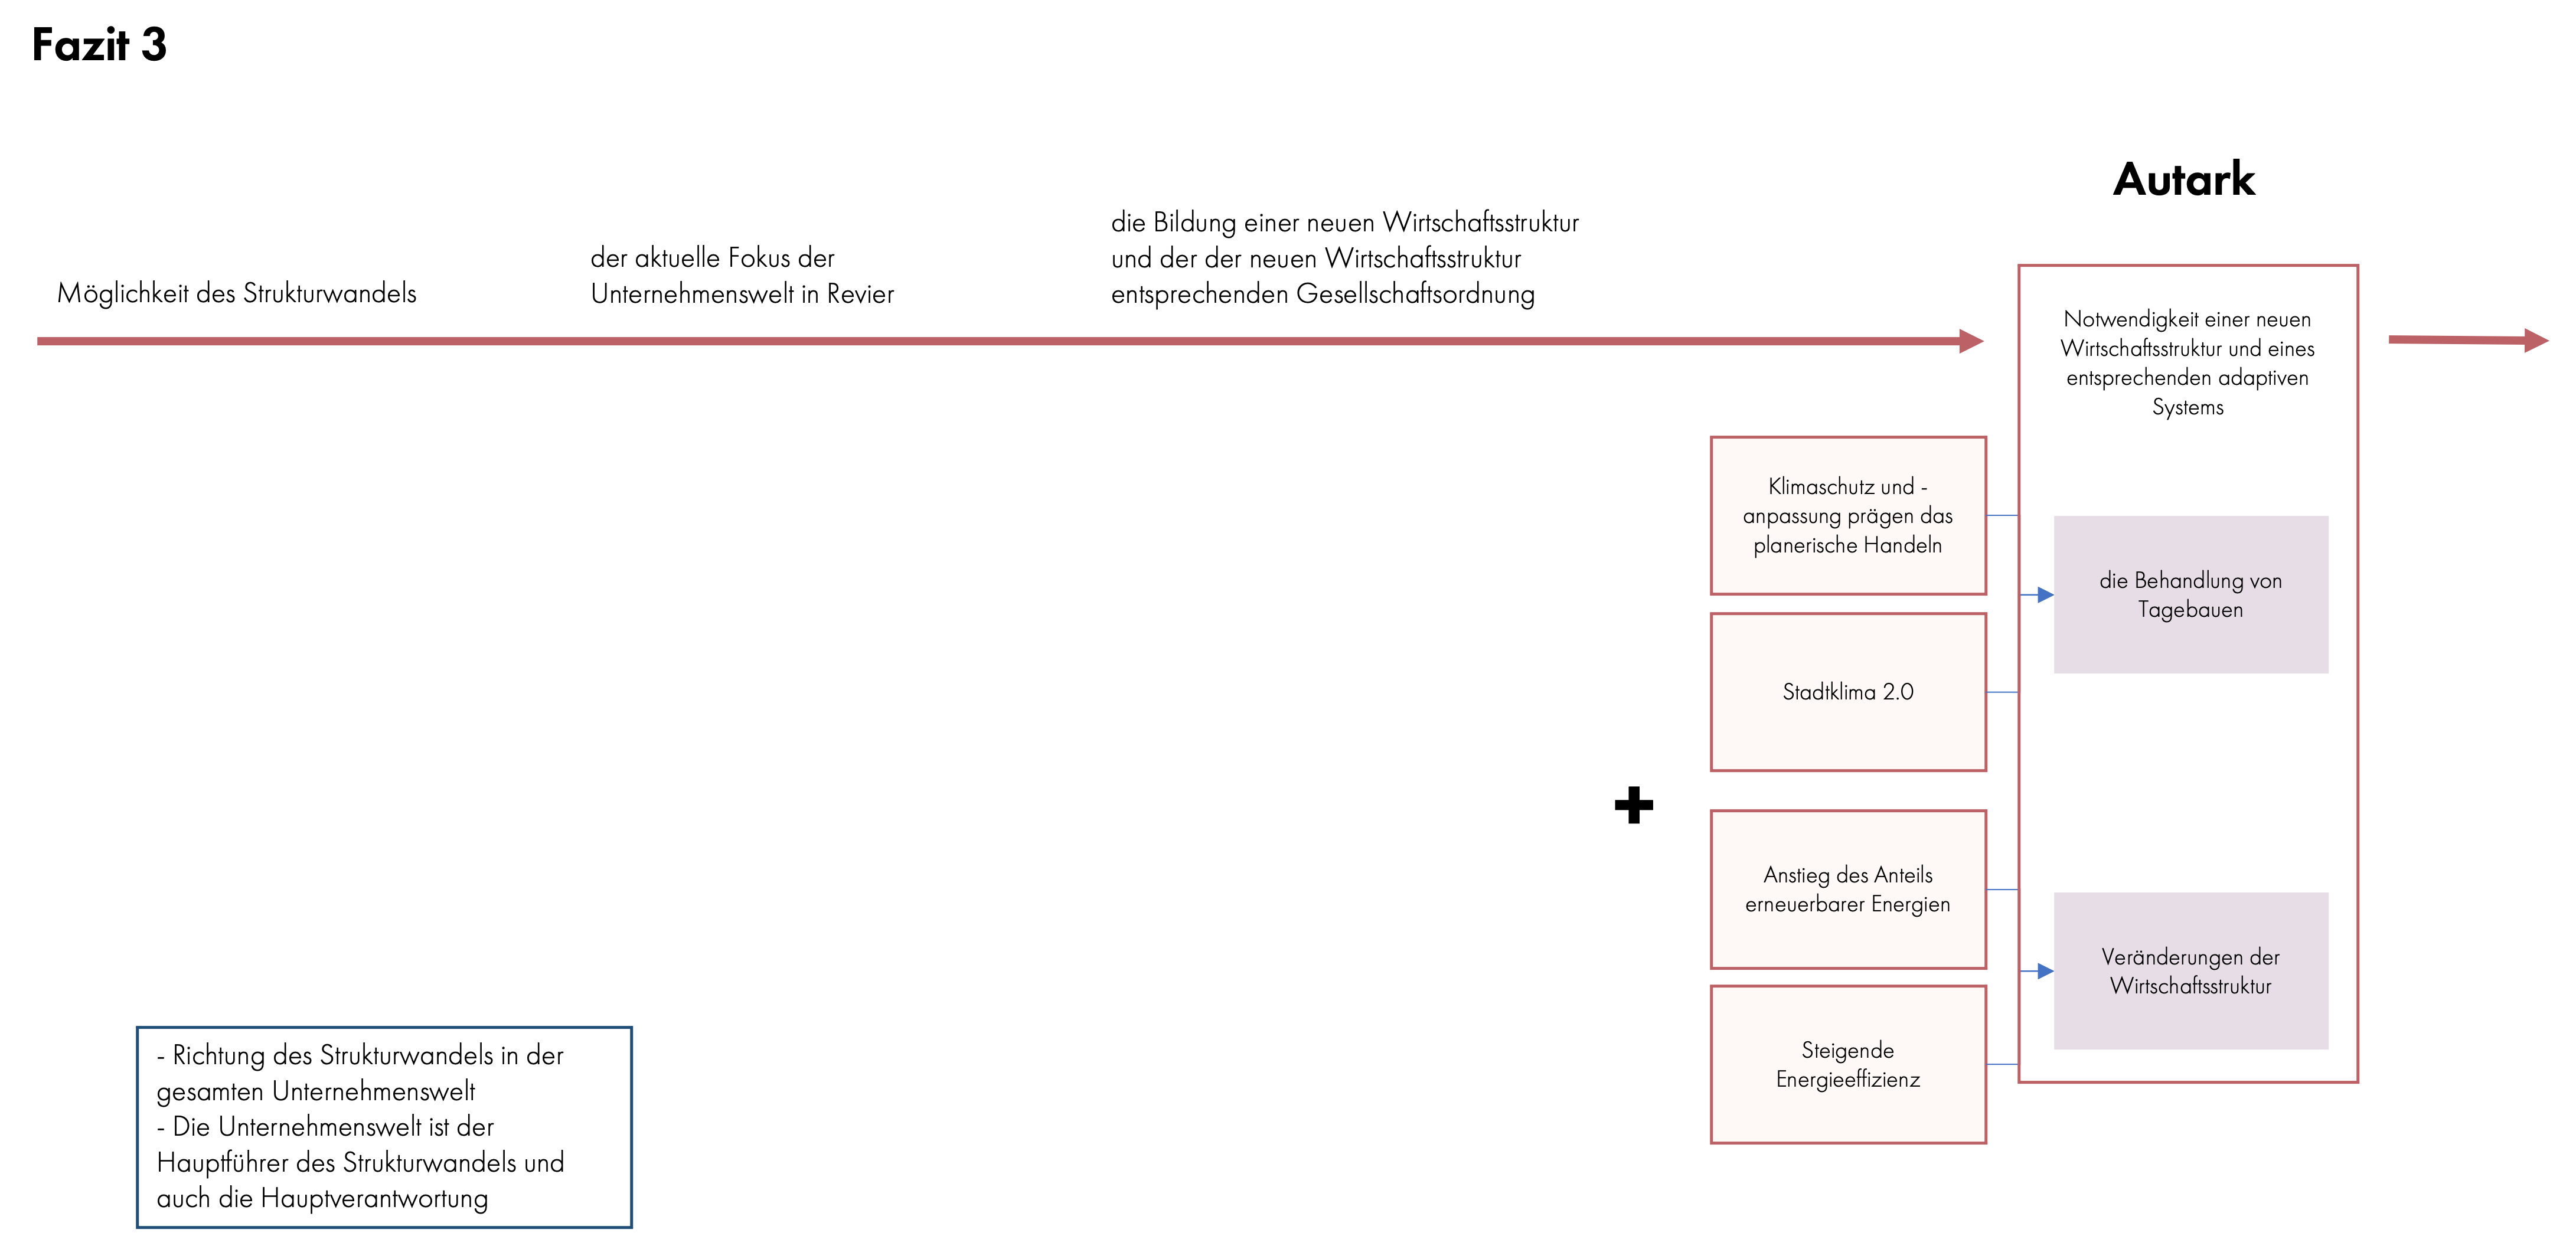 Fazit 3
Autark
Möglichkeit des Strukturwandels
der aktuelle Fokus der
Unternehmenswelt in Revier
die Bildung einer neuen Wirtschaftsstruktur
und der der neuen Wirtschaftsstruktur
entsprechenden Gesellschaftsordnung
Notwendigkeit einer neuen
Wirtschaftsstruktur und eines
entsprechenden adaptiven
Systems
Klimaschutz und -
anpassung prägen das
planerische Handeln
Stadtklima 2.0
+
Anstieg des Anteils
erneuerbarer Energien
Steigende
Energieeffizienz
die Behandlung von
Tagebauen
Veränderungen der
Wirtschaftsstruktur
- Richtung des Strukturwandels in der
gesamten Unternehmenswelt
- Die Unternehmenswelt ist der
Hauptführer des Strukturwandels und
auch die Hauptverantwortung